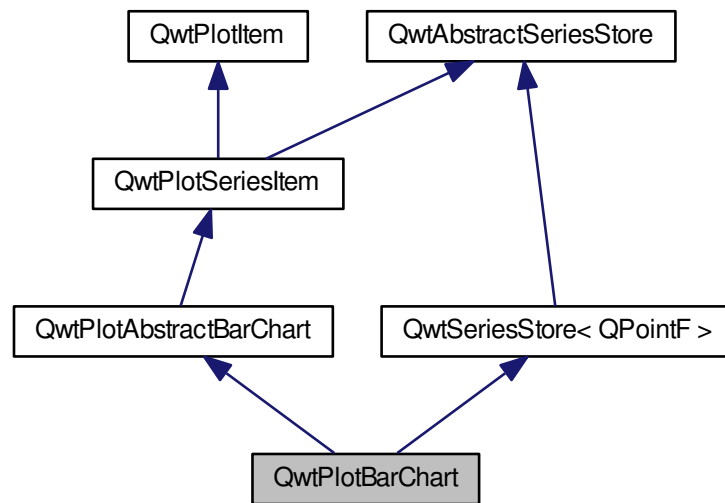 QwtPlotItem
QwtAbstractSeriesStore
QwtPlotSeriesItem
QwtPlotAbstractBarChart
QwtSeriesStore< QPointF >
QwtPlotBarChart